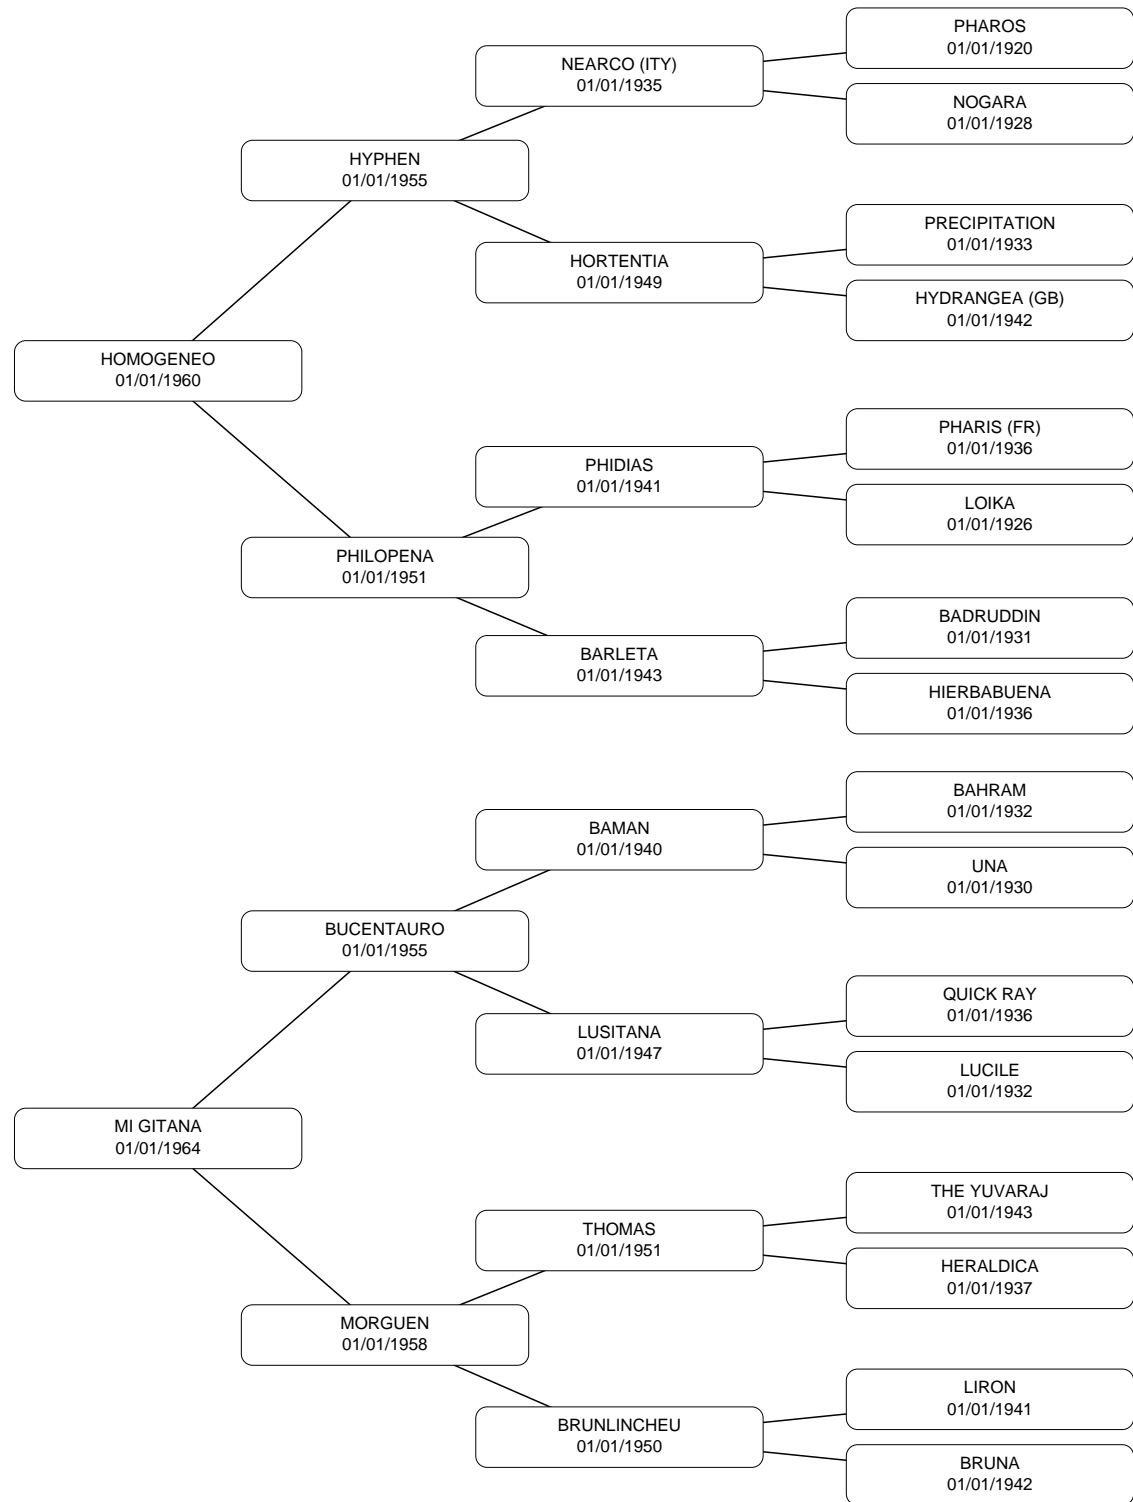 PHAROS
01/01/1920
NEARCO (ITY)
01/01/1935
NOGARA
01/01/1928
HYPHEN
01/01/1955
PRECIPITATION
01/01/1933
HORTENTIA
01/01/1949
HYDRANGEA (GB)
01/01/1942
HOMOGENEO
01/01/1960
PHARIS (FR)
01/01/1936
PHIDIAS
01/01/1941
LOIKA
01/01/1926
PHILOPENA
01/01/1951
BADRUDDIN
01/01/1931
BARLETA
01/01/1943
HIERBABUENA
01/01/1936
BAHRAM
01/01/1932
BAMAN
01/01/1940
UNA
01/01/1930
BUCENTAURO
01/01/1955
QUICK RAY
01/01/1936
LUSITANA
01/01/1947
LUCILE
01/01/1932
MI GITANA
01/01/1964
THE YUVARAJ
01/01/1943
THOMAS
01/01/1951
HERALDICA
01/01/1937
MORGUEN
01/01/1958
LIRON
01/01/1941
BRUNLINCHEU
01/01/1950
BRUNA
01/01/1942